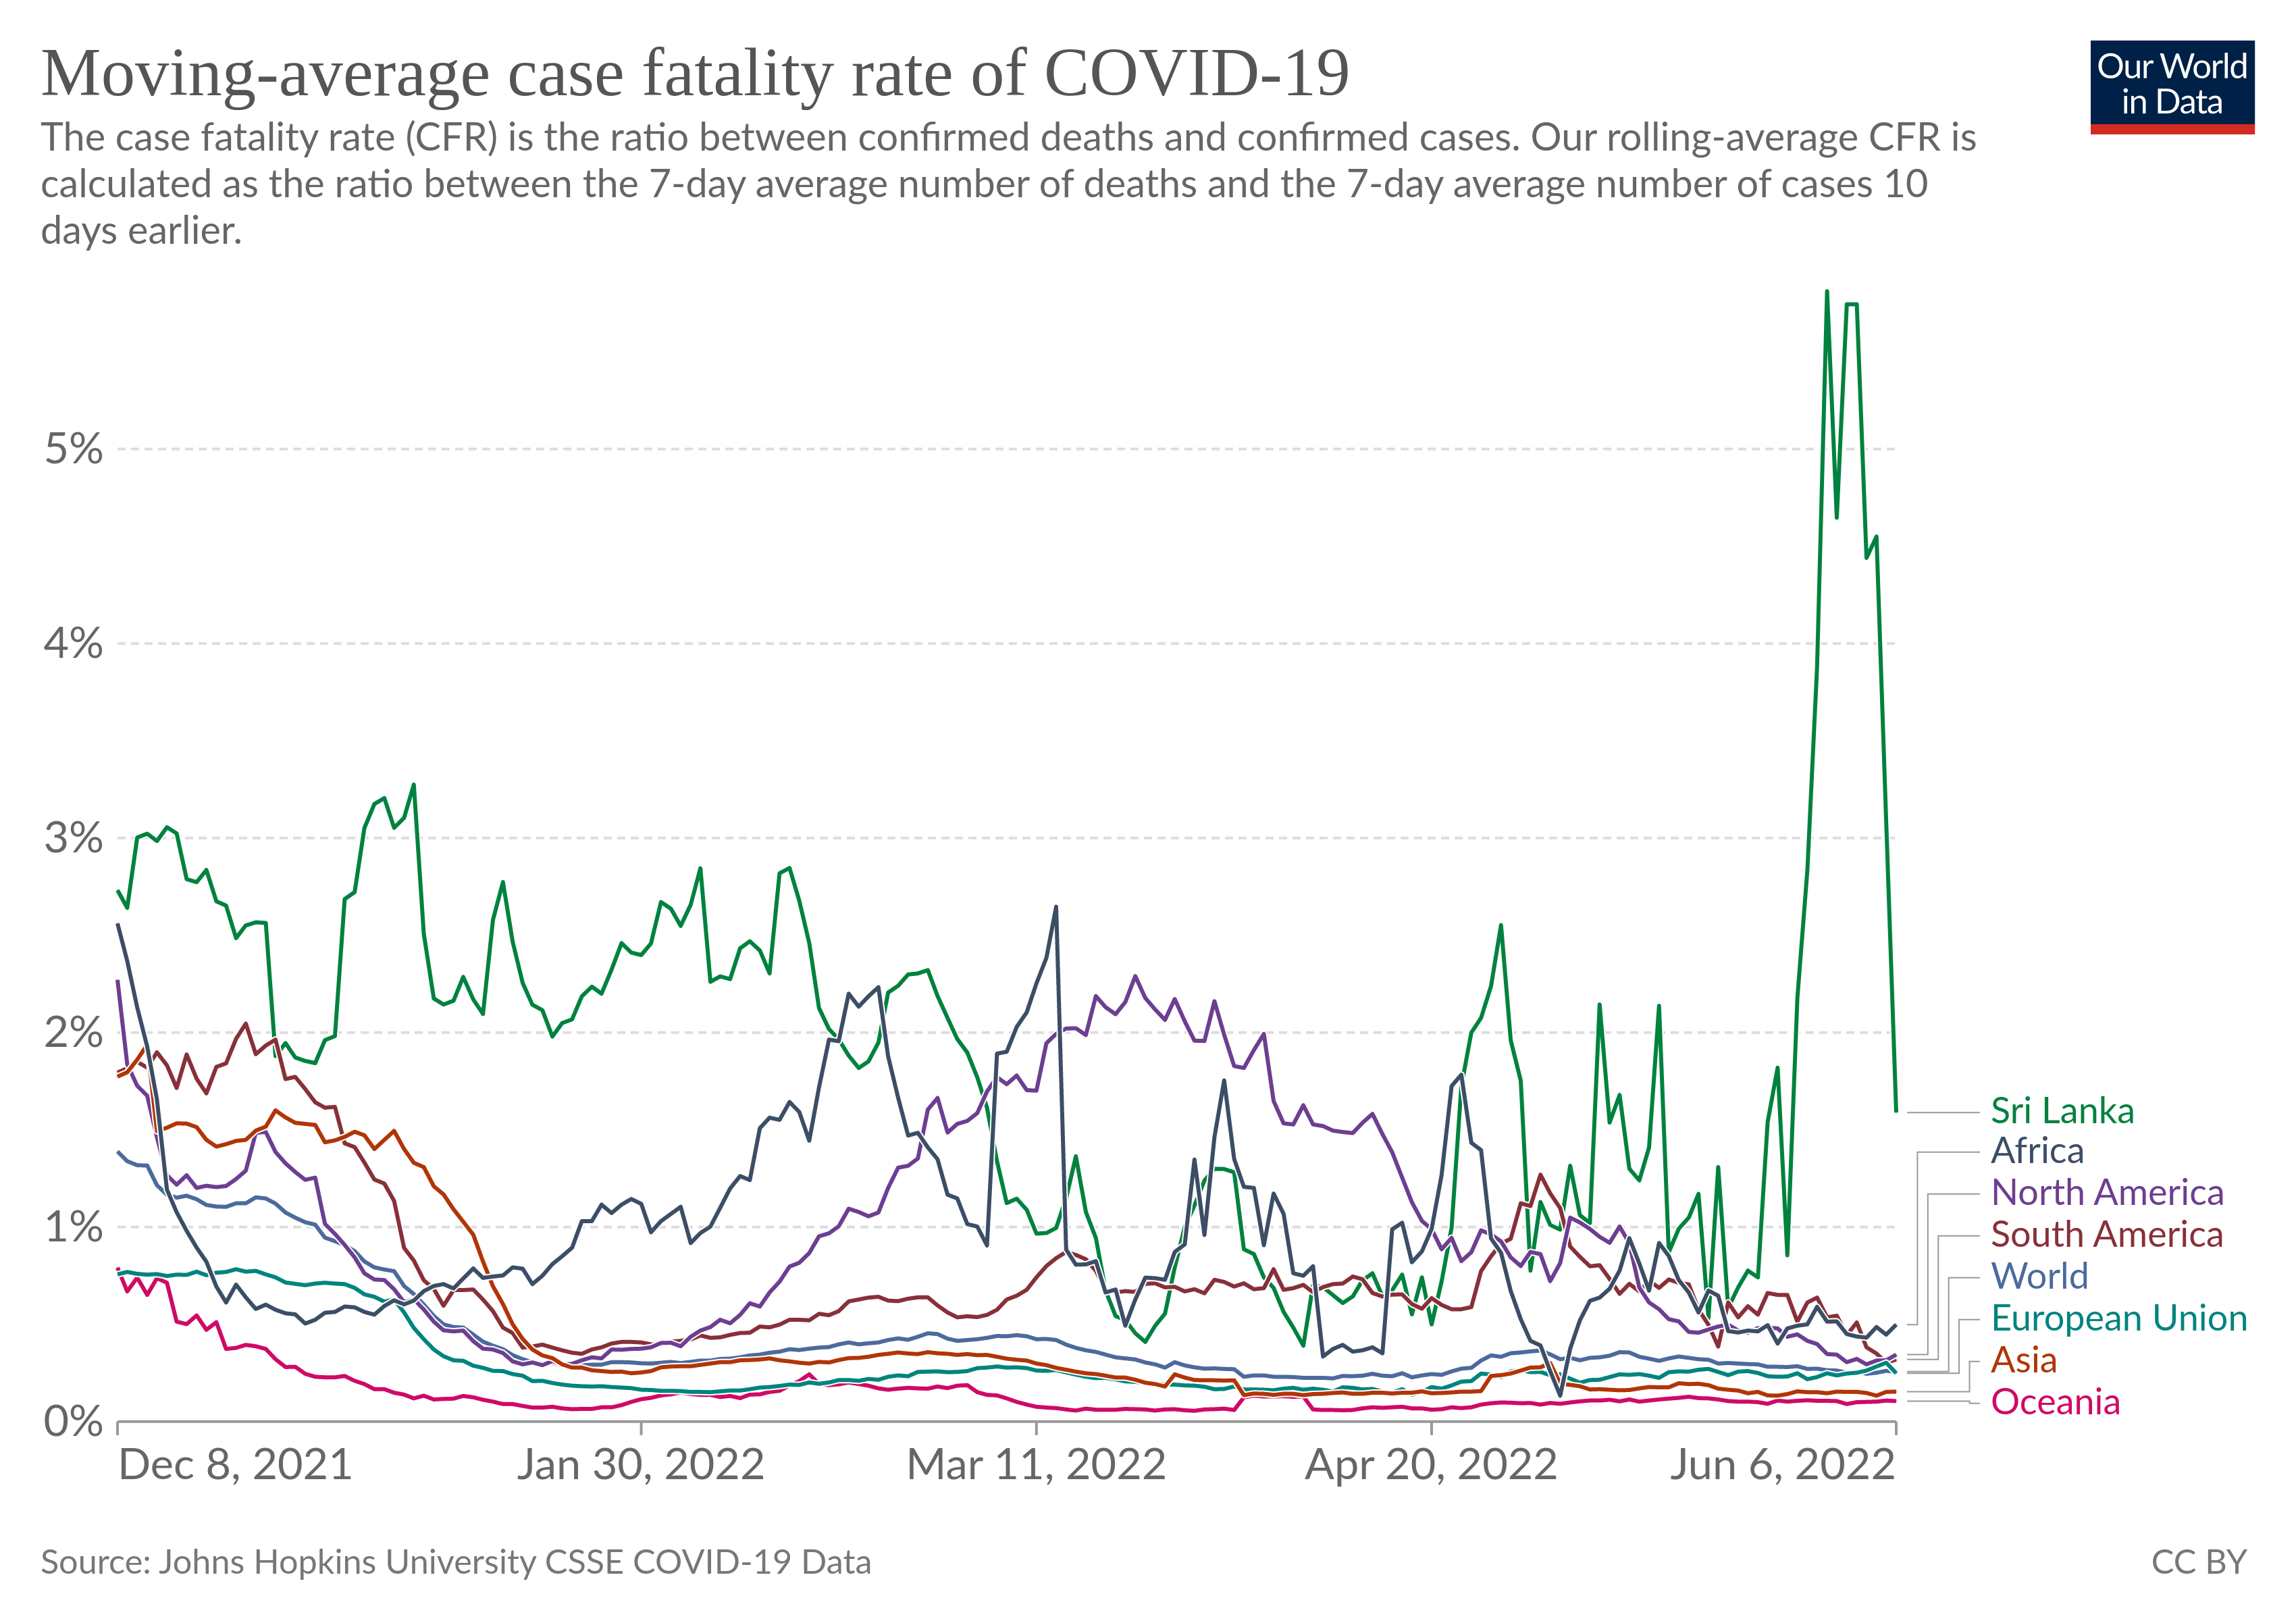 Moving-average case fatality rate of COVID-19
The case fatality rate (CFR) is the ratio between confirmed deaths and confirmed cases. Our rolling-average CFR is
calculated as the ratio between the 7-day average number of deaths and the 7-day average number of cases 10
days earlier.
Our World
in Data
5%
4%
3%
2%
1%
0%
Sri Lanka
Africa
North America
South America
World
European Union
Asia
Oceania
Dec 8, 2021
Jan 30, 2022
Mar 11, 2022
Apr 20, 2022
Jun 6, 2022
Source: Johns Hopkins University CSSE COVID-19 Data
CC BY